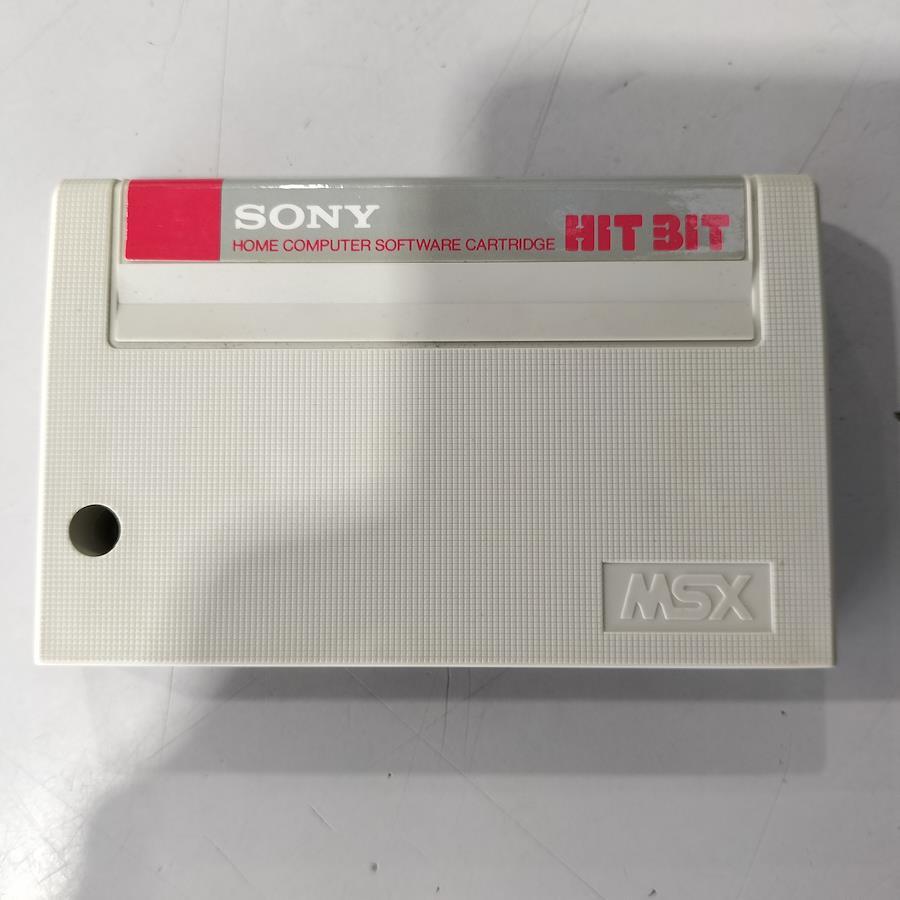 SONY
HOME COMPUTER SOFTWARE CARTRIDGE HIT BIT
MSX